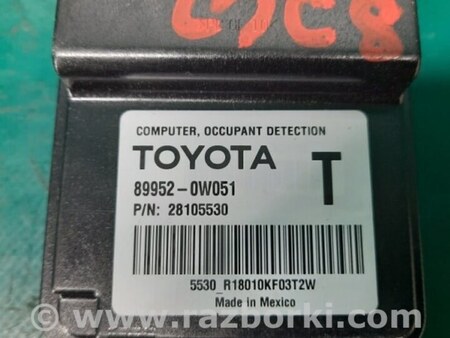 COMPUTER, OCCUPANT DETECTION
TOYOTA T
89952-0W051
P/N: 28105530
5530_R18010KF03T2W
Made in Mexico
www.razborki.com